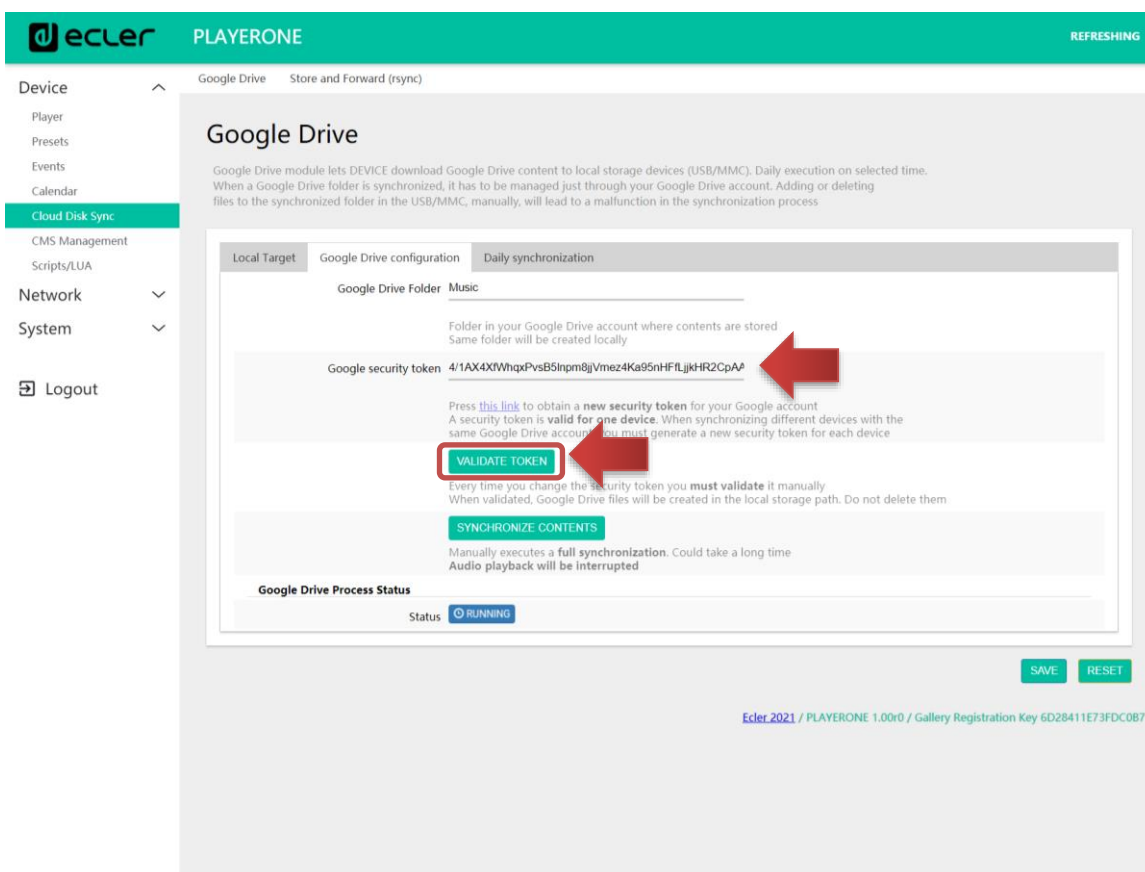 ecler PLAYERONE REFRESHING
Device
Player
Presets
Events
Calendar
Cloud Disk Sync
CMS Management
Scripts/LUA
Network
System
Logout
Google Drive Store and Forward (rsync)
Google Drive
Google Drive module lets DEVICE download Google Drive content to local storage devices (USB/MMC). Daily execution on selected time.
When a Google Drive folder is synchronized, it has to be managed just through your Google Drive account. Adding or deleting
files to the synchronized folder in the USB/MMC, manually, will lead to a malfunction in the synchronization process
Local Target Google Drive configuration Daily synchronization
Google Drive Folder Music
Folder in your Google Drive account where contents are stored
Same folder will be created locally
Google security token
Press this link to obtain a new security token for your Google account
A security token is valid for one device. When synchronizing different devices with the
same Google Drive account you must generate a new security token for each device
VALIDATE TOKEN
Every time you change the security token you must validate it manually
When validated, Google Drive files will be created in the local storage path. Do not delete them
SYNCHRONIZE CONTENTS
Manually executes a full synchronization. Could take a long time
Audio playback will be interrupted
Google Drive Process Status
Status RUNNING
SAVE RESET
Ecler 2021 / PLAYERONE 1.00r0 / Gallery Registration Key 6D28411E73FDC0B7